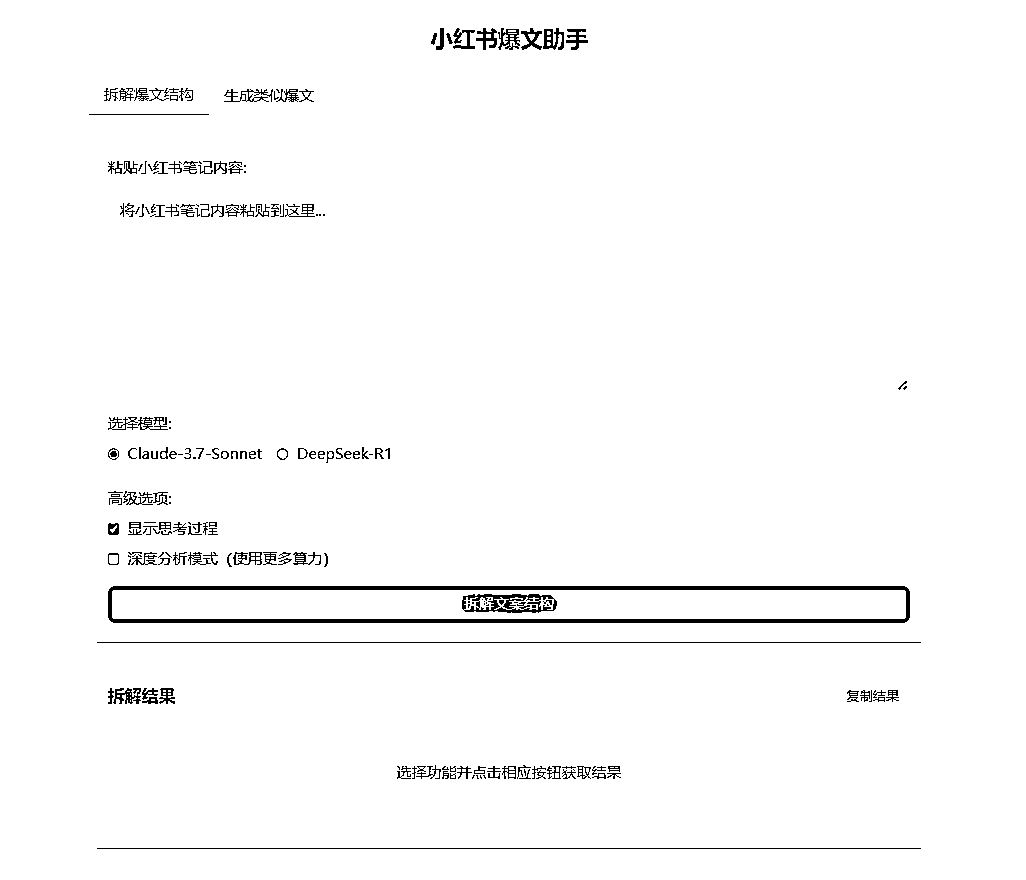 小红书爆文助手
拆解爆文结构 生成类似爆文
粘贴小红书笔记内容:
将小红书笔记内容粘贴到这里...
选择模型:
Claude-3.7-Sonnet DeepSeek-R1
高级选项:
显示思考过程
深度分析模式（使用更多算力）
拆解文案结构
拆解结果 复制结果
选择功能并点击相应按钮获取结果